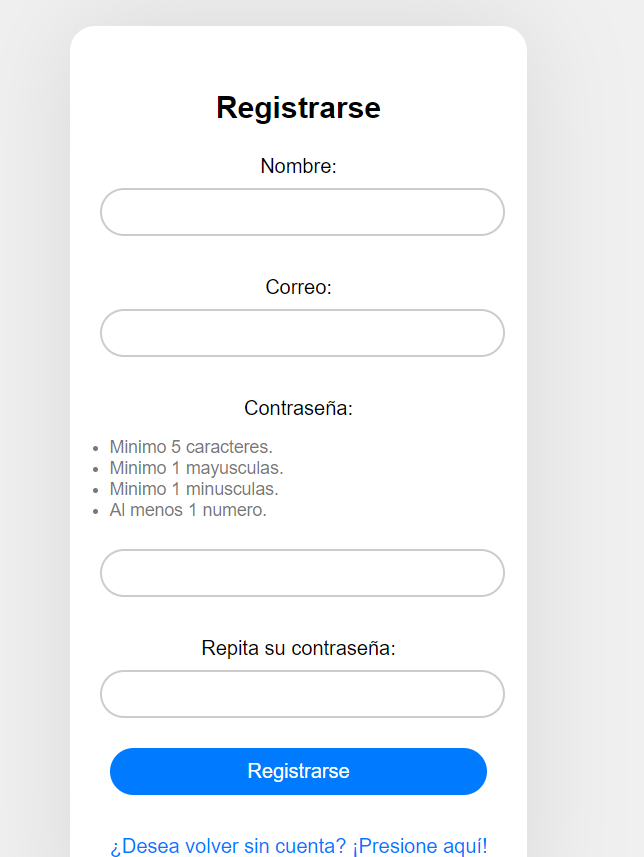 Registrarse
Nombre:
Correo:
Contraseña:
Minimo 5 caracteres.
Minimo 1 mayusculas.
Minimo 1 minusculas.
Al menos 1 numero.
Repita su contraseña:
Registrarse
¿Desea volver sin cuenta? ¡Presione aquí!